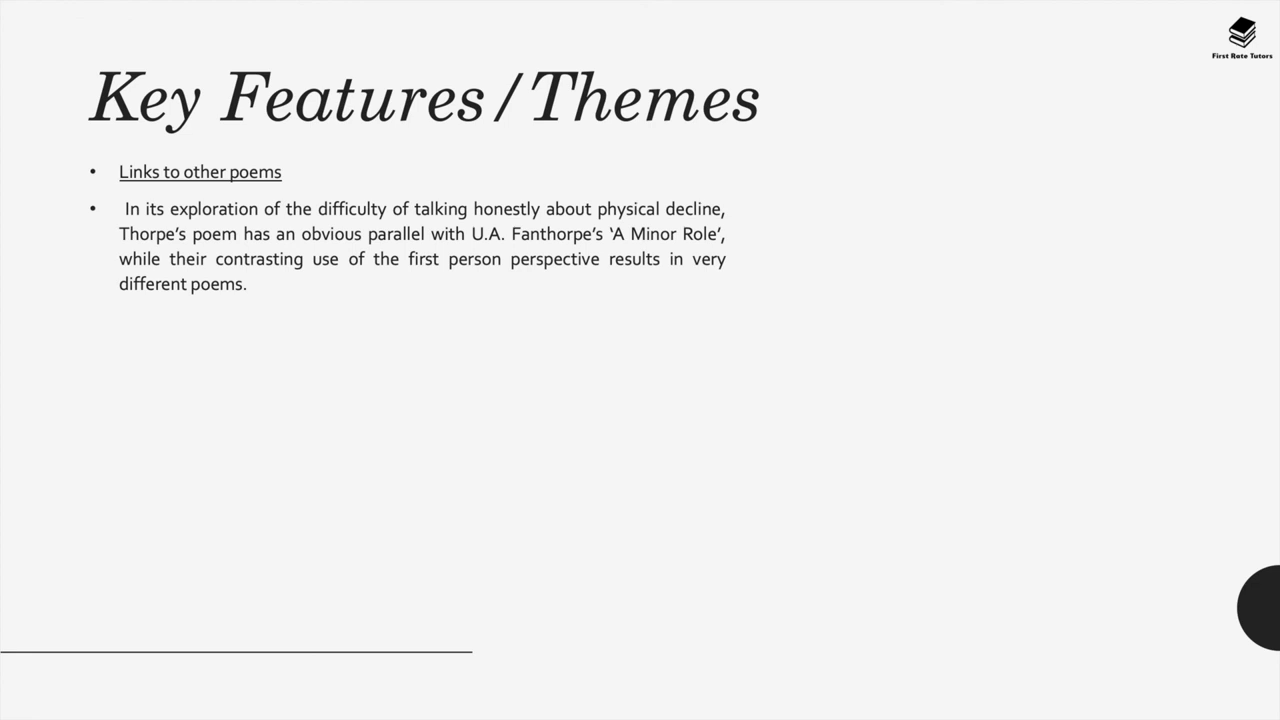 First Rate Tutors
Key Features/Themes
• Links to other poems
• In its exploration of the difficulty of talking honestly about physical decline,
Thorpe’s poem has an obvious parallel with U.A. Fanthorpe’s ‘A Minor Role’,
while their contrasting use of the first person perspective results in very
different poems.